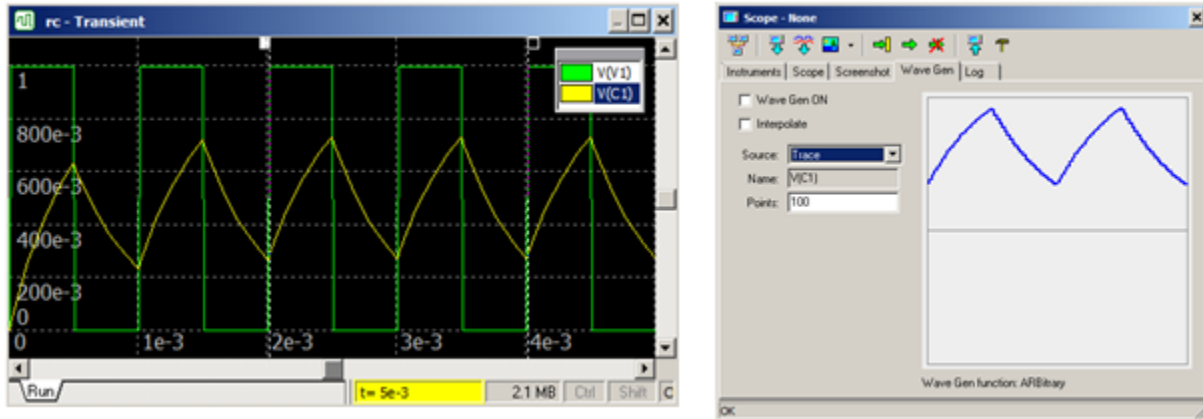 rc - Transient
V(V1)
V(C1)
1
800e-3
600e-3
400e-3
200e-3
0
0 1e-3 2e-3 3e-3 4e-3
Run t= 5e-3 2.1 MB Ctrl Shift
Scope - None
Instruments Scope Screenshot Wave Gen Log
Wave Gen ON
Interpolate
Source: Trace
Name: V(C1)
Points: 100
Wave Gen function: ARBitrary
OK